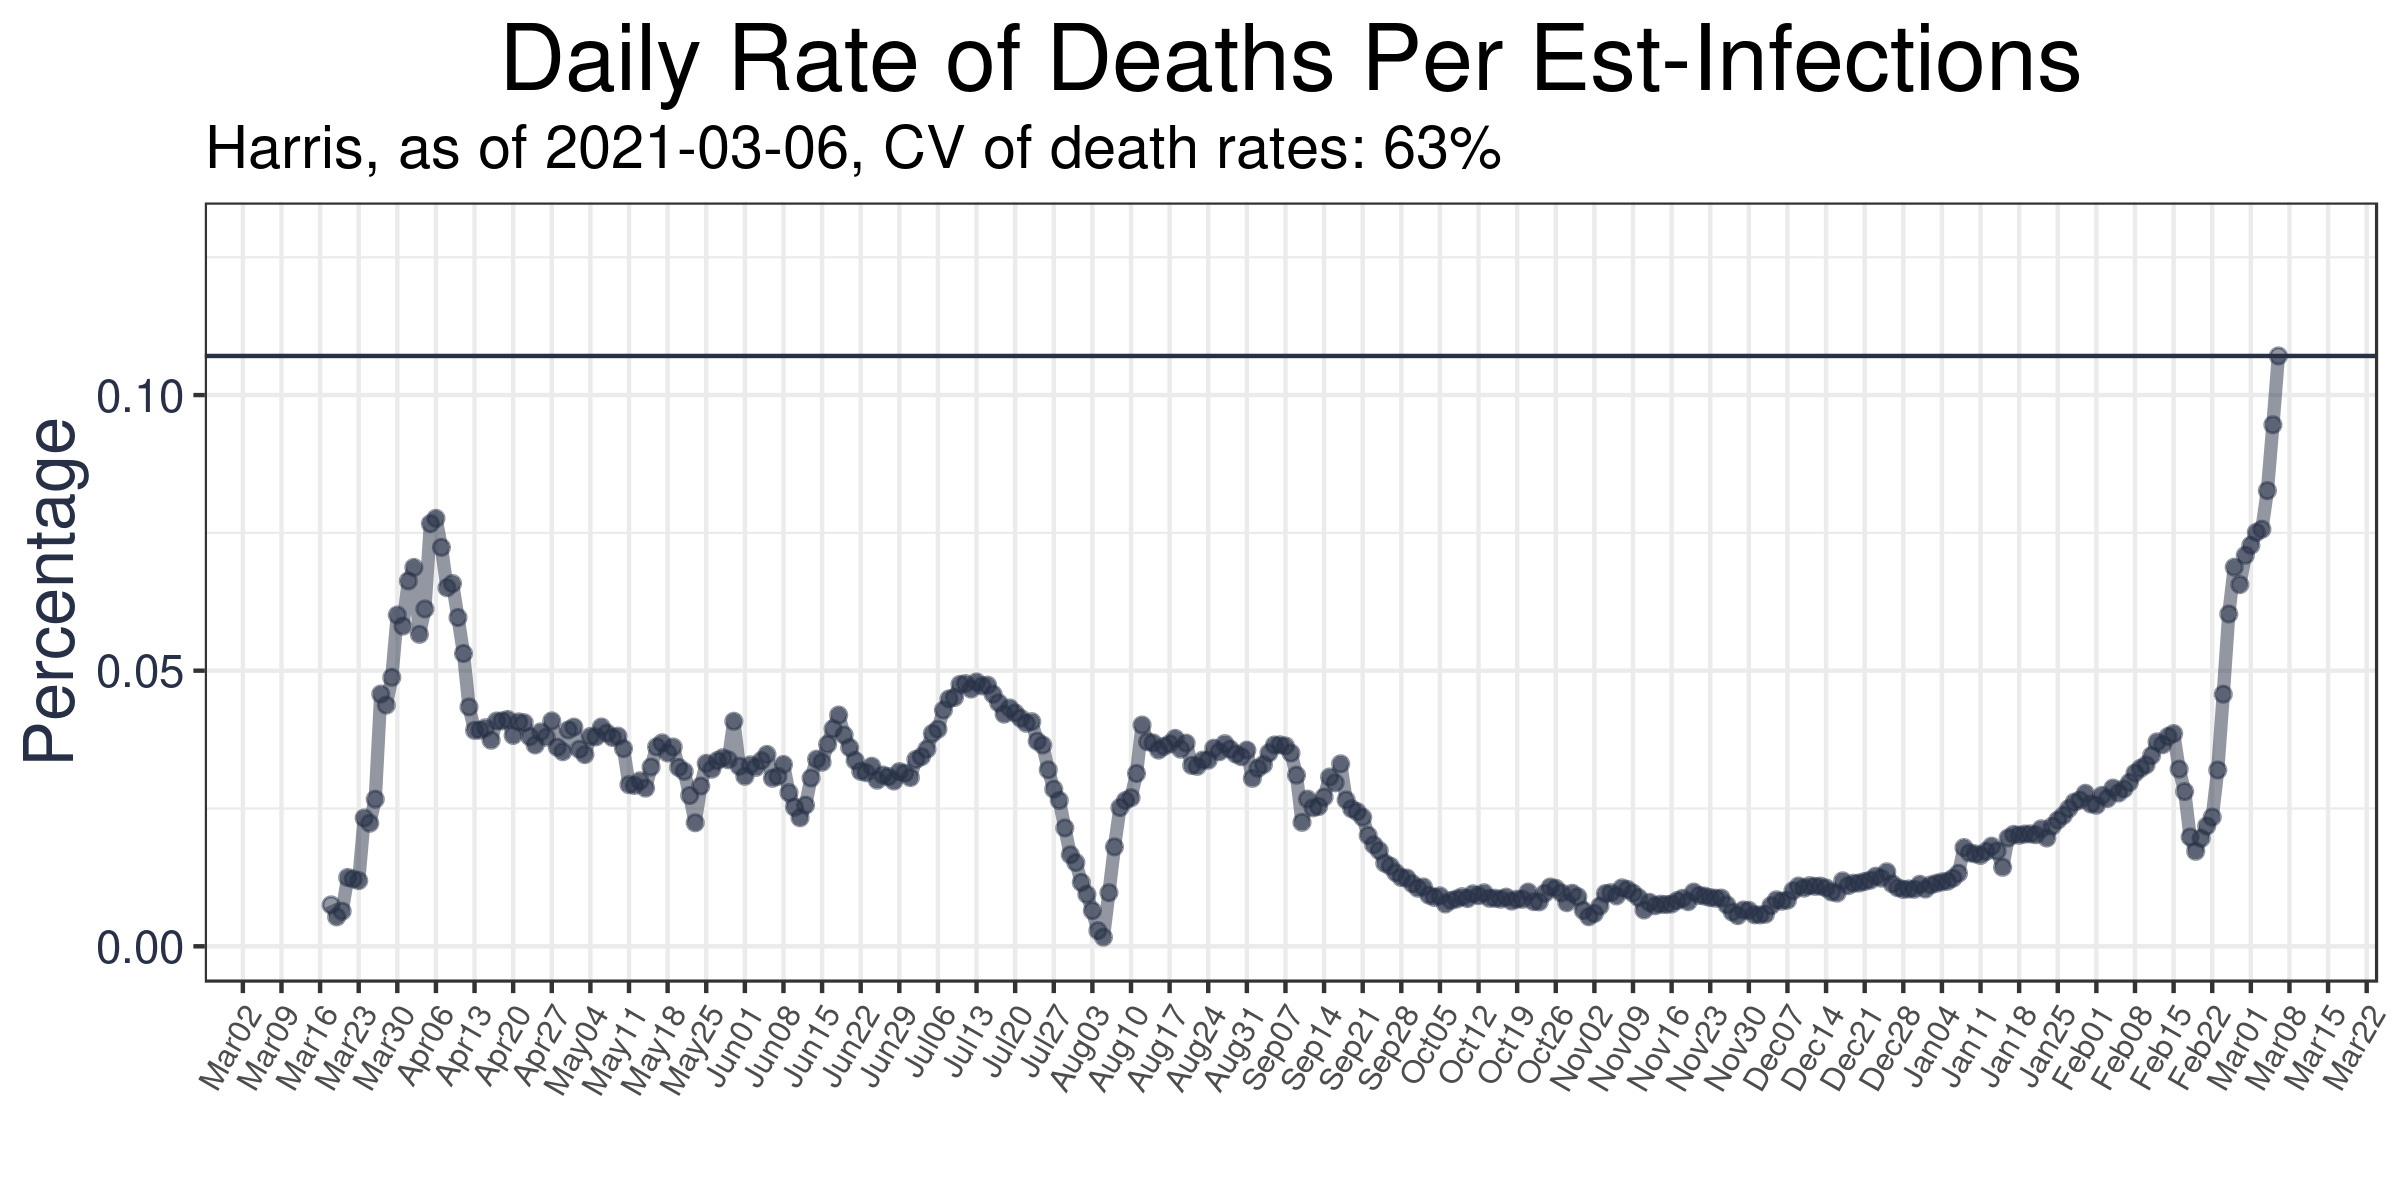 Daily Rate of Deaths Per Est-Infections
Harris, as of 2021-03-06, CV of death rates: 63%
Percentage
0.10
0.05
0.00
Mar02
Mar09
Mar16
Mar23
Mar30
Apr06
Apr13
Apr20
Apr27
May04
May11
May18
May25
Jun01
Jun08
Jun15
Jun22
Jun29
Jul06
Jul13
Jul20
Jul27
Aug03
Aug10
Aug17
Aug24
Aug31
Sep07
Sep14
Sep21
Sep28
Oct05
Oct12
Oct19
Oct26
Nov02
Nov09
Nov16
Nov23
Nov30
Dec07
Dec14
Dec21
Dec28
Jan04
Jan11
Jan18
Jan25
Feb01
Feb08
Feb15
Feb22
Mar01
Mar08
Mar15
Mar22